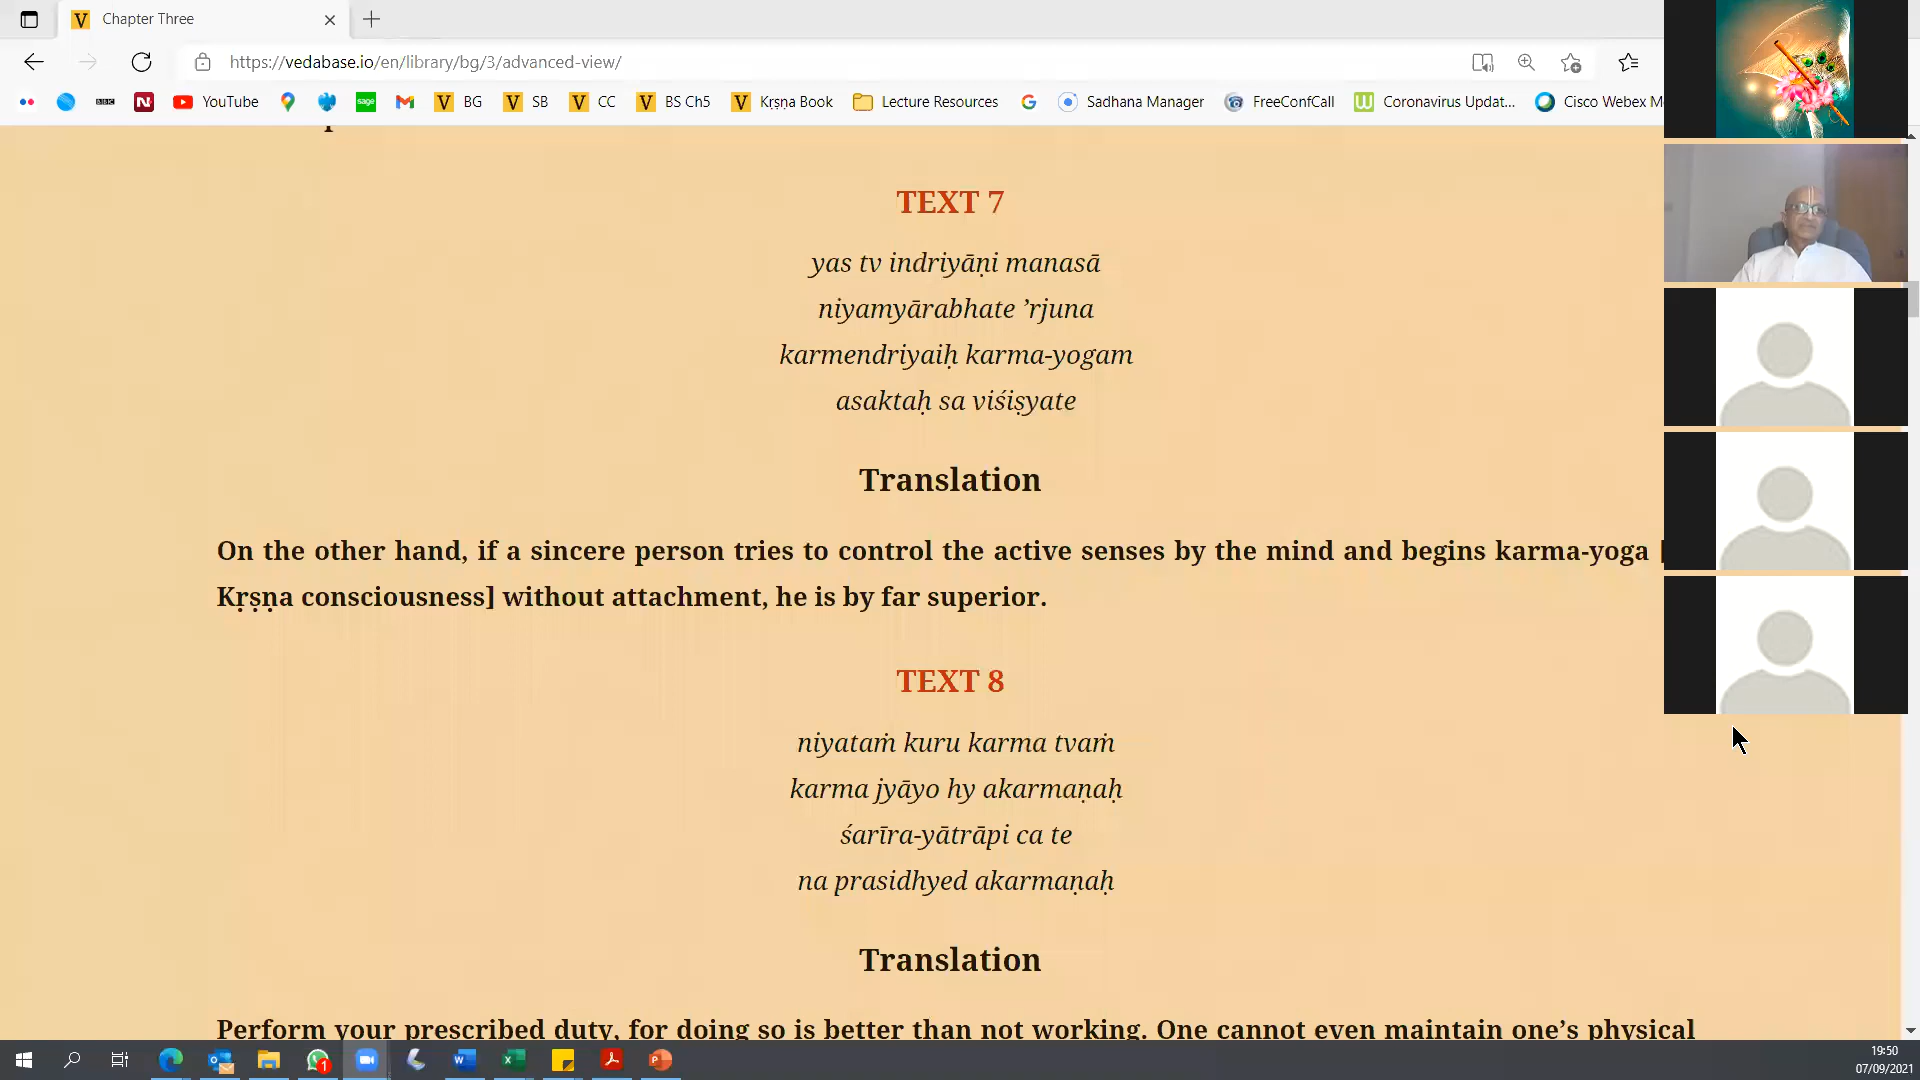 Chapter Three
https://vedabase.io/en/library/bg/3/advanced-view/
BBC N YouTube sage BG SB CC BS Ch5 Kṛṣṇa Book Lecture Resources Sadhana Manager FreeConfCall Coronavirus Updat... Cisco Webex M
TEXT 7
yas tv indriyāṇi manasā
niyamyārabhate ’rjuna
karmendriyaiḥ karma-yogam
asaktaḥ sa viśiṣyate
Translation
On the other hand, if a sincere person tries to control the active senses by the mind and begins karma-yoga [
Kṛṣṇa consciousness] without attachment, he is by far superior.
TEXT 8
niyataṁ kuru karma tvaṁ
karma jyāyo hy akarmaṇaḥ
śarīra-yātrāpi ca te
na prasidhyed akarmaṇaḥ
Translation
Perform your prescribed duty, for doing so is better than not working. One cannot even maintain one’s physical
1
19:50
07/09/2021